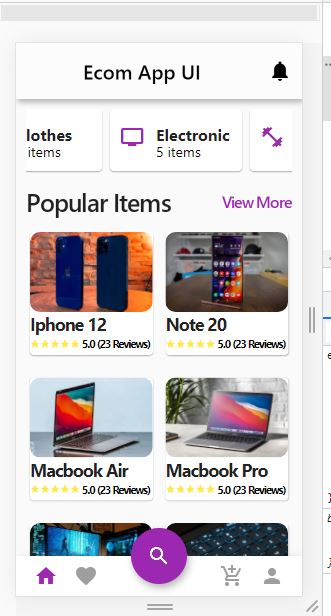 Ecom App UI
lothes
items
Electronic
5 items
Popular Items
View More
Iphone 12
5.0 (23 Reviews)
Note 20
5.0 (23 Reviews)
Macbook Air
5.0 (23 Reviews)
Macbook Pro
5.0 (23 Reviews)